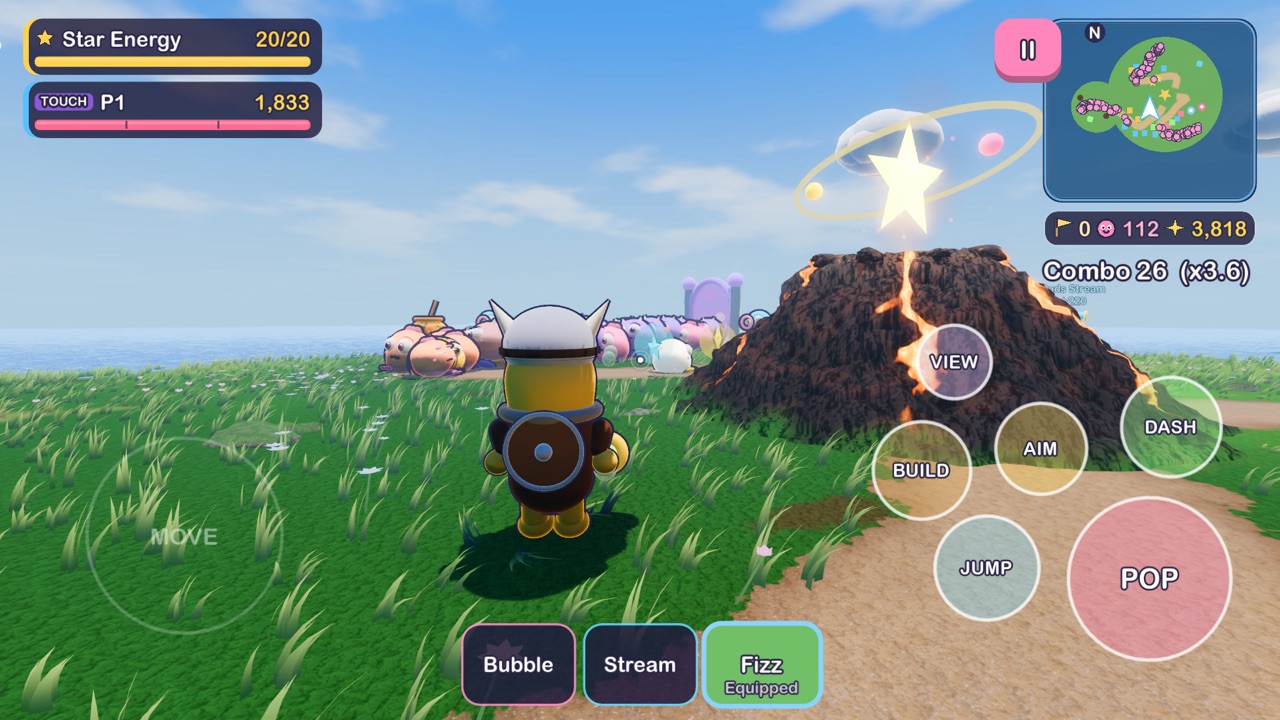 Star Energy 20/20
TOUCH P1 1,833
N
0 112 3,818
Combo 26 (x3.6)
Stream
VIEW
AIM
DASH
BUILD
MOVE
JUMP
POP
Bubble
Stream
Fizz
Equipped